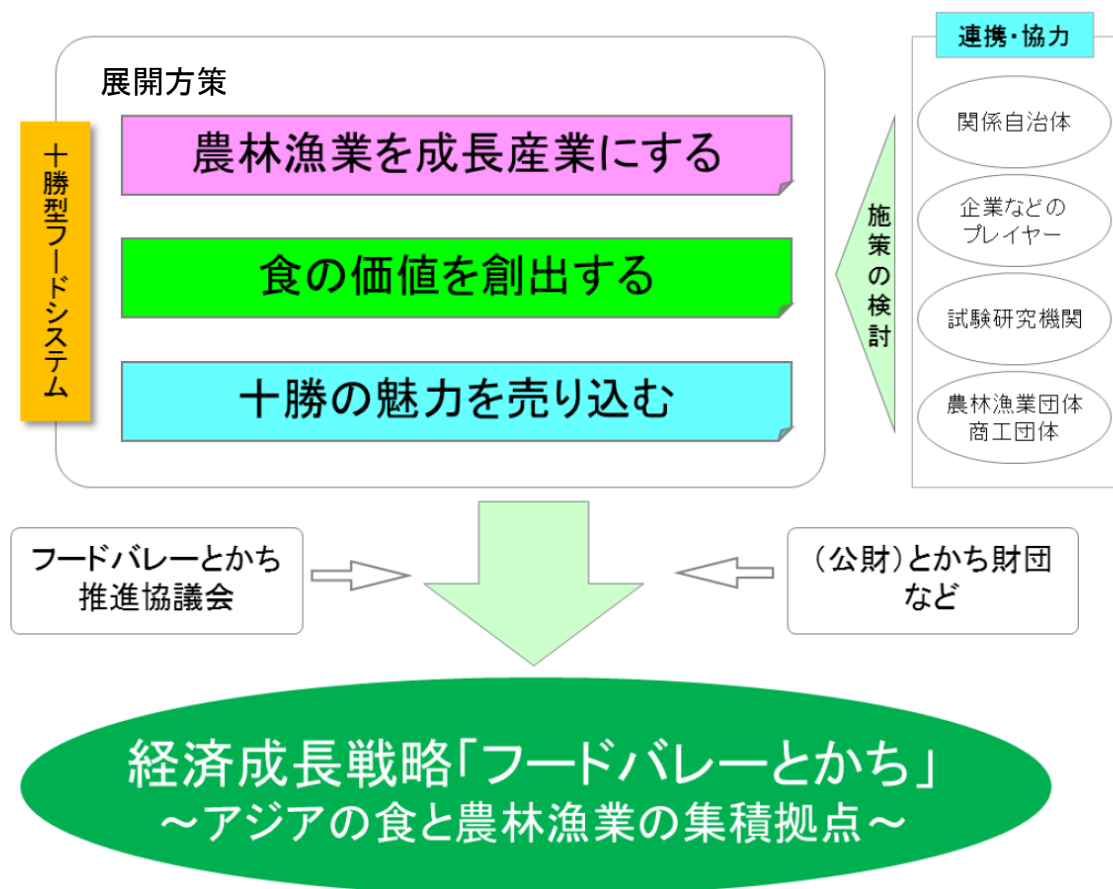 連携・協力
展開方策
十勝型フードシステム
農林漁業を成長産業にする
食の価値を創出する
十勝の魅力を売り込む
施策の検討
関係自治体
企業などの
プレイヤー
試験研究機関
農林漁業団体
商工団体
フードバレーとかち
推進協議会
（公財）とかち財団
など
経済成長戦略「フードバレーとかち」
～アジアの食と農林漁業の集積拠点～